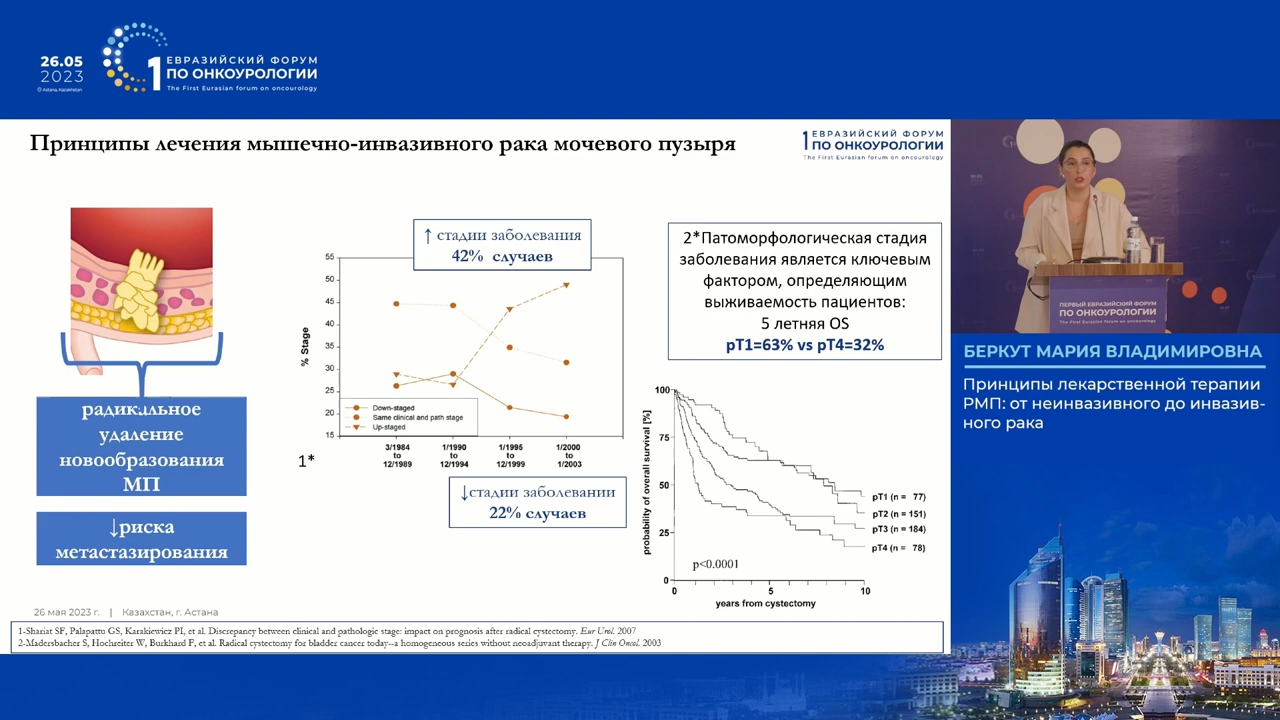 26.05
2023
Astana, Kazakhstan
1
ЕВРАЗИЙСКИЙ ФОРУМ
ПО ОНКОУРОЛОГИИ
The First Eurasian forum on oncourology
Принципы лечения мышечно-инвазивного рака мочевого пузыря
1
ЕВРАЗИЙСКИЙ ФОРУМ
ПО ОНКОУРОЛОГИИ
The First Eurasian forum on oncourology
радикальное
удаление
новообразования
МП
↓риска
метастазирования
↑ стадии заболевания
42% случаев
% Stage
55
50
45
40
35
30
25
20
15
Down-staged
Same clinical and path stage
Up-staged
3/1984 to 12/1989
1/1990 to 12/1994
1/1995 to 12/1999
1/2000 to 1/2003
1*
↓стадии заболевании
22% случаев
2*Патоморфологическая стадия
заболевания является ключевым
фактором, определяющим
выживаемость пациентов:
5 летняя OS
pT1=63% vs pT4=32%
probability of overall survival [%]
100
75
50
25
0
pT1 (n = 77)
pT2 (n = 151)
pT3 (n = 184)
pT4 (n = 78)
p<0.0001
0 5 10
years from cystectomy
26 мая 2023 г. | Казахстан, г. Астана
1-Shariat SF, Palapattu GS, Karakiewicz PI, et al. Discrepancy between clinical and pathologic stage: impact on prognosis after radical cystectomy. Eur Urol. 2007
2-Madersbacher S, Hochreiter W, Burkhard F, et al. Radical cystectomy for bladder cancer today--a homogeneous series without neoadjuvant therapy. J Clin Oncol. 2003
ПЕРВЫЙ ЕВРАЗИЙСКИЙ ФОРУМ
ПО ОНКОУРОЛОГИИ
The First Eurasian forum on oncourology
БЕРКУТ МАРИЯ ВЛАДИМИРОВНА
Принципы лекарственной терапии
РМП: от неинвазивного до инвазив-
ного рака